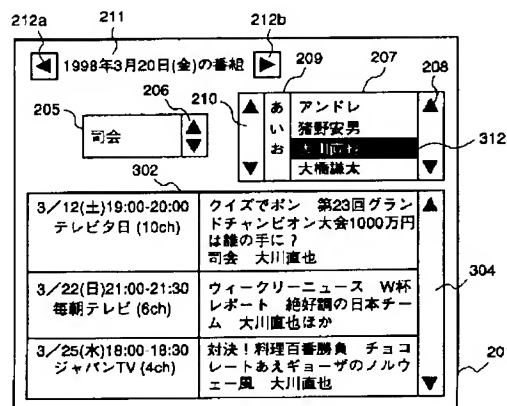 212a
211
212b
1998年3月20日(金)の番組
205
206
209
207
208
210
司会
あ
い
お
アンドレ
猪野安男
大川直也
大橋謙太
312
302
3/12(土)19:00-20:00
テレビタ日 (10ch)
クイズでポン 第23回グラン
ドチャンピオン大会1000万円
は誰の手に?
司会 大川直也
3/22(日)21:00-21:30
毎朝テレビ (6ch)
ウィークリーニュース W杯
レポート 絶好調の日本チー
ム 大川直也ほか
304
3/25(水)18:00-18:30
ジャパンTV (4ch)
対決!料理百番勝負 チョコ
レートあえギョーザのノルウ
ェー風 大川直也
20